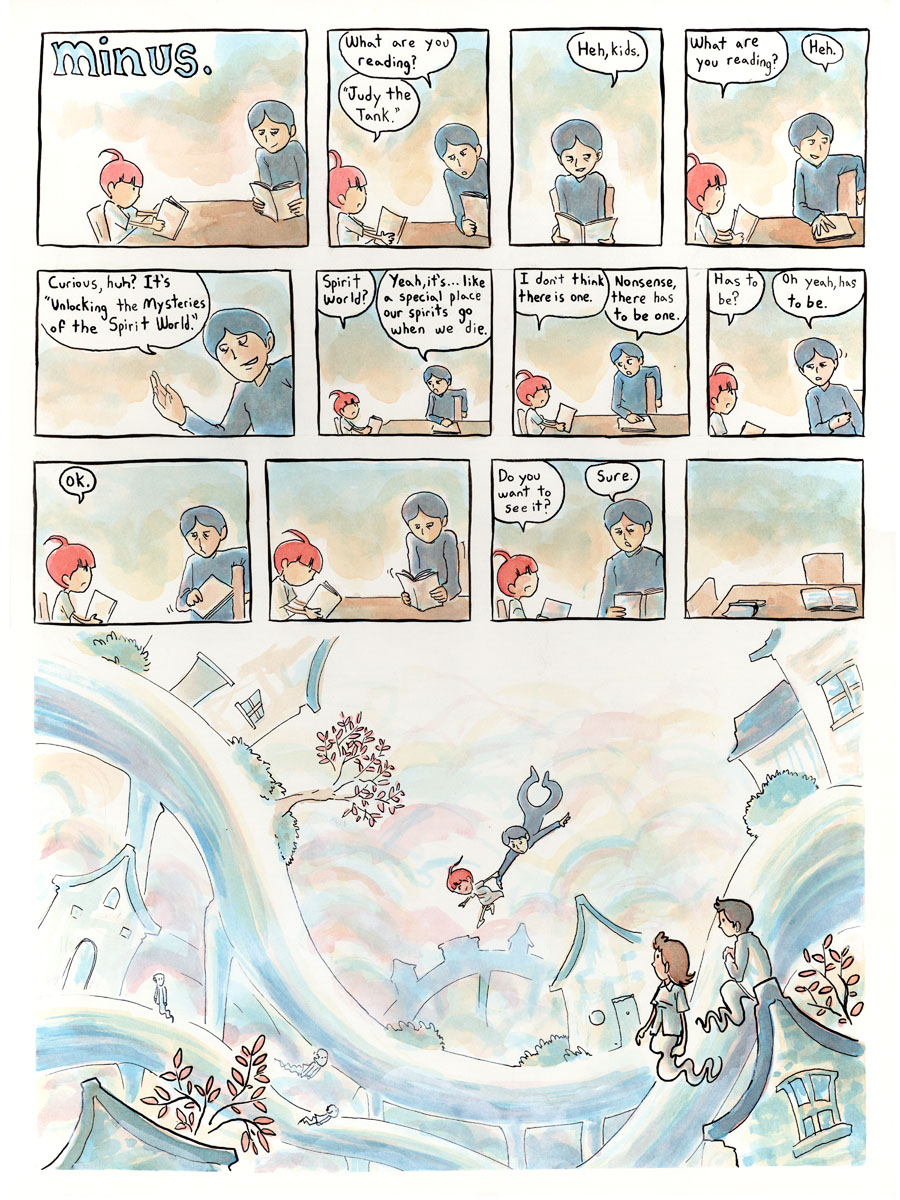 minus.
What are you
reading?
"Judy the
Tank."
Heh, kids.
What are
you reading?
Heh.
Curious, huh? It's
"Unlocking the Mysteries
of the Spirit World."
Spirit
World?
Yeah, it's... like
a special place
our spirits go
when we die.
I don't think
there is one.
Nonsense,
there has
to be one.
Has to
be?
Oh yeah, has
to be.
Ok.
Do you
want to
see it?
Sure.